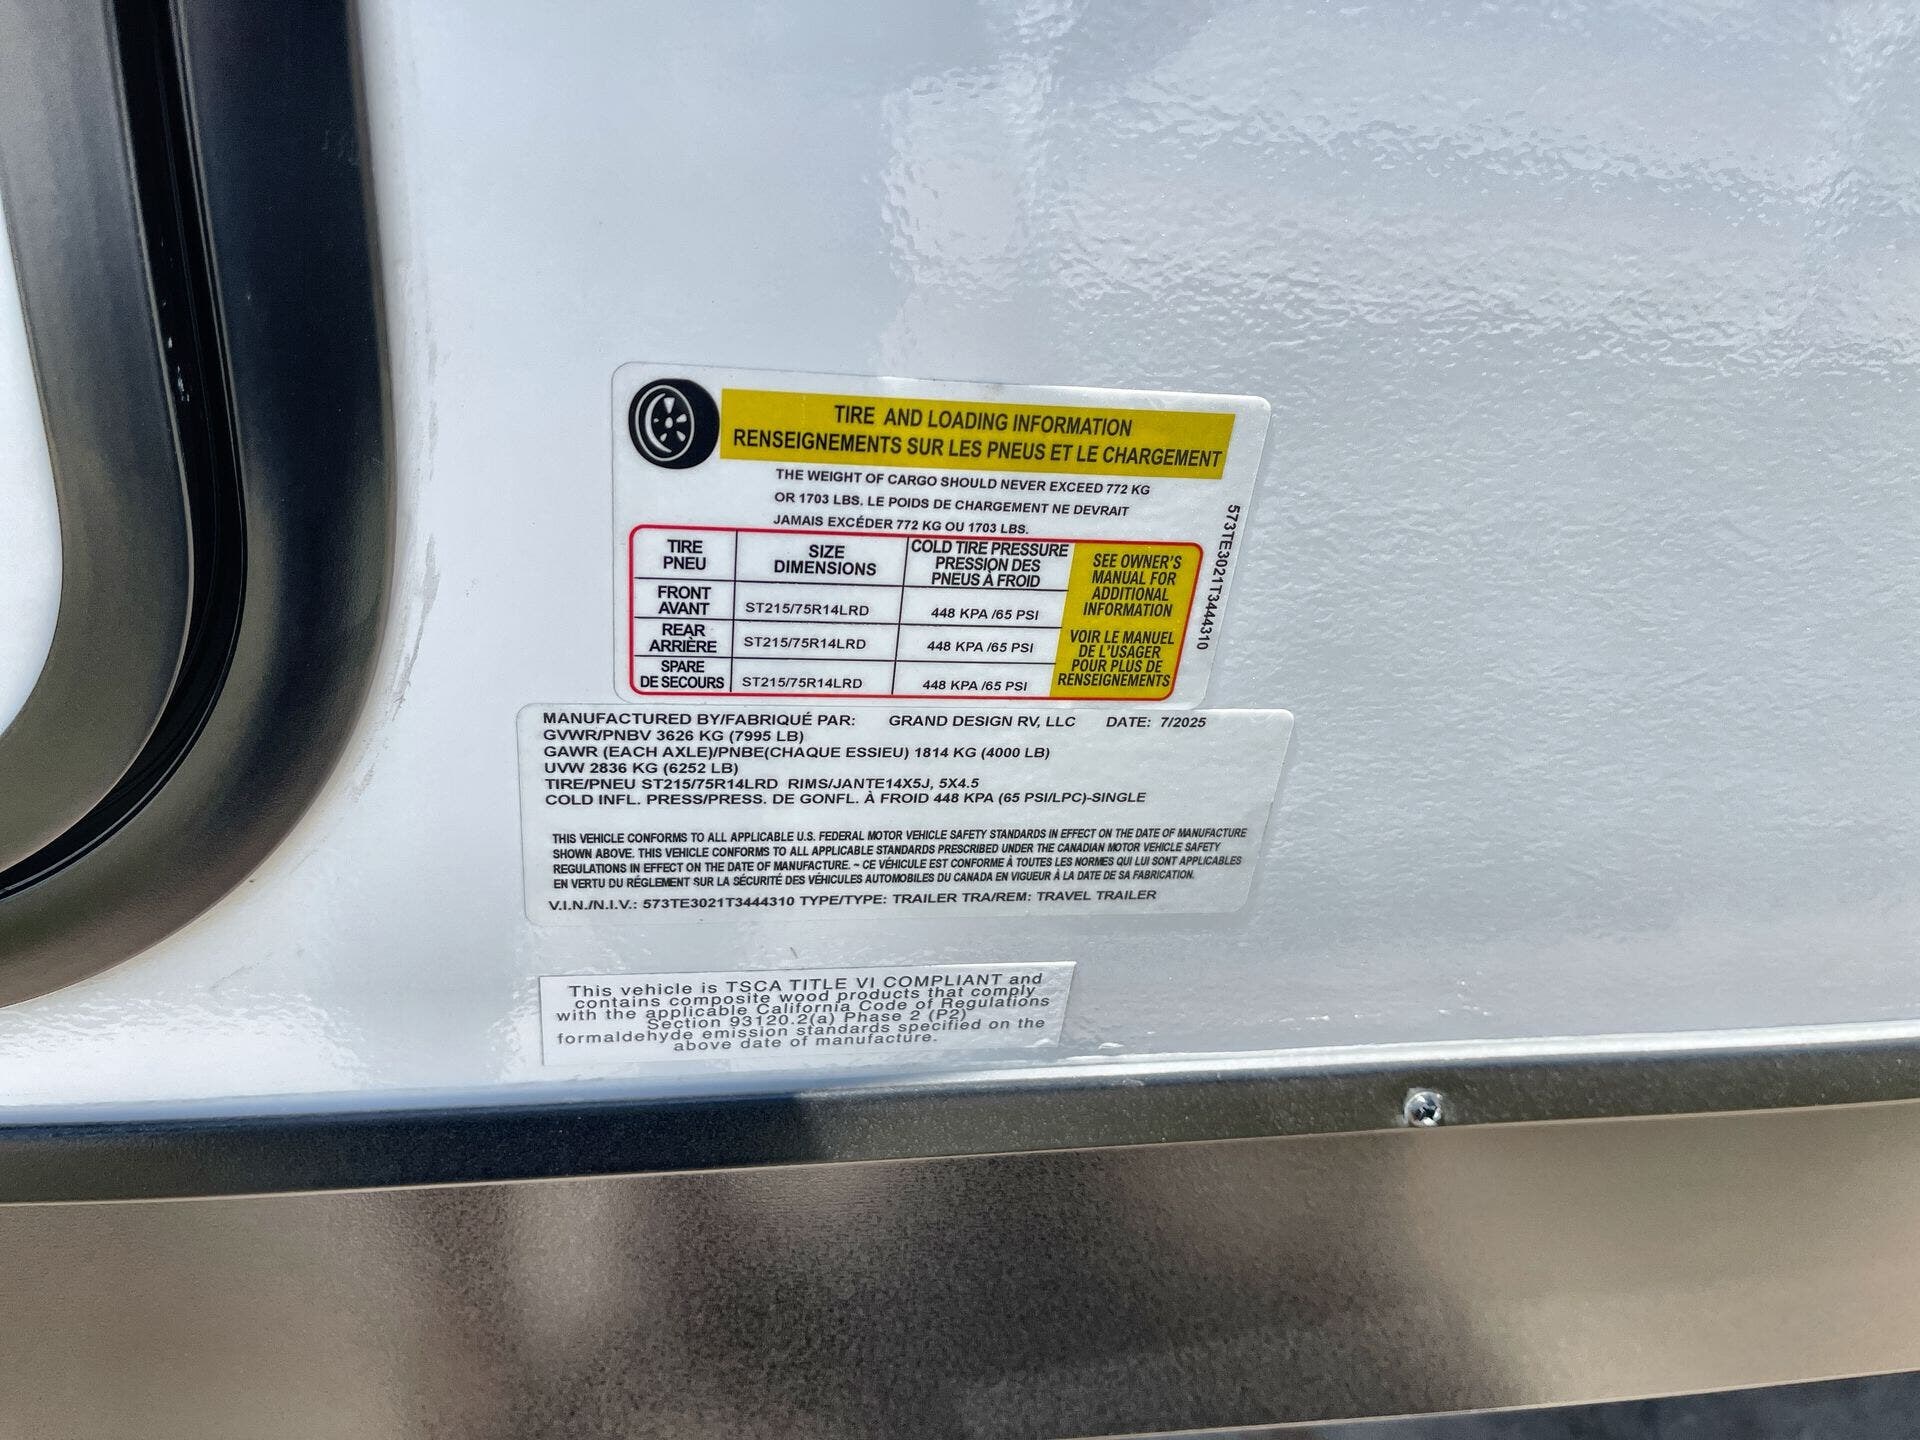 TIRE AND LOADING INFORMATION
RENSEIGNEMENTS SUR LES PNEUS ET LE CHARGEMENT
THE WEIGHT OF CARGO SHOULD NEVER EXCEED 772 KG
OR 1703 LBS. LE POIDS DE CHARGEMENT NE DEVRAIT
JAMAIS EXCÉDER 772 KG OU 1703 LBS.
TIRE
PNEU
SIZE
DIMENSIONS
COLD TIRE PRESSURE
PRESSION DES
PNEUS À FROID
FRONT
AVANT
ST215/75R14LRD
448 KPA /65 PSI
REAR
ARRIÈRE
ST215/75R14LRD
448 KPA /65 PSI
SPARE
DE SECOURS
ST215/75R14LRD
448 KPA /65 PSI
SEE OWNER'S
MANUAL FOR
ADDITIONAL
INFORMATION
VOIR LE MANUEL
DE L'USAGER
POUR PLUS DE
RENSEIGNEMENTS
573TE3021T3444310
MANUFACTURED BY/FABRIQUÉ PAR: GRAND DESIGN RV, LLC DATE: 7/2025
GVWR/PNBV 3626 KG (7995 LB)
GAWR (EACH AXLE)/PNBE(CHAQUE ESSIEU) 1814 KG (4000 LB)
UVW 2836 KG (6252 LB)
TIRE/PNEU ST215/75R14LRD RIMS/JANTE14X5J, 5X4.5
COLD INFL. PRESS/PRESS. DE GONFL. À FROID 448 KPA (65 PSI/LPC)-SINGLE
THIS VEHICLE CONFORMS TO ALL APPLICABLE U.S. FEDERAL MOTOR VEHICLE SAFETY STANDARDS IN EFFECT ON THE DATE OF MANUFACTURE
SHOWN ABOVE. THIS VEHICLE CONFORMS TO ALL APPLICABLE STANDARDS PRESCRIBED UNDER THE CANADIAN MOTOR VEHICLE SAFETY
REGULATIONS IN EFFECT ON THE DATE OF MANUFACTURE. ~ CE VÉHICULE EST CONFORME À TOUTES LES NORMES QUI LUI SONT APPLICABLES
EN VERTU DU RÉGLEMENT SUR LA SÉCURITÉ DES VÉHICULES AUTOMOBILES DU CANADA EN VIGUEUR À LA DATE DE SA FABRICATION.
V.I.N./N.I.V.: 573TE3021T3444310 TYPE/TYPE: TRAILER TRA/REM: TRAVEL TRAILER
This vehicle is TSCA TITLE VI COMPLIANT and
contains composite wood products that comply
with the applicable California Code of Regulations
Section 93120.2(a) Phase 2 (P2)
formaldehyde emission standards specified on the
above date of manufacture.